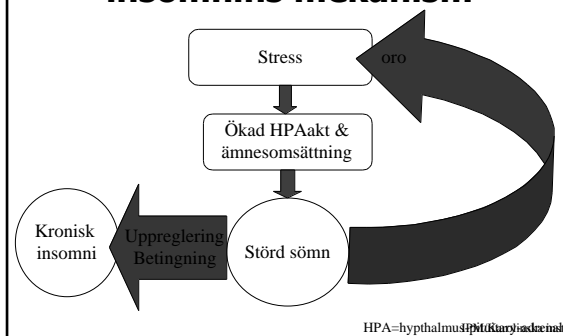 Insomnins mekanism
Stress
oro
Ökad HPAakt &
ämnesomsättning
Kronisk
insomni
Uppreglering
Betingning
Störd sömn
HPA=hypthalmus-